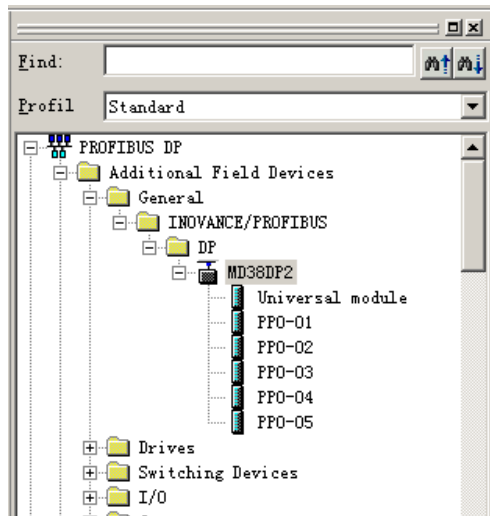 Find:
Profil Standard
PROFIBUS DP
Additional Field Devices
General
INOVANCE/PROFIBUS
DP
MD38DP2
Universal module
PPO-01
PPO-02
PPO-03
PPO-04
PPO-05
Drives
Switching Devices
I/O